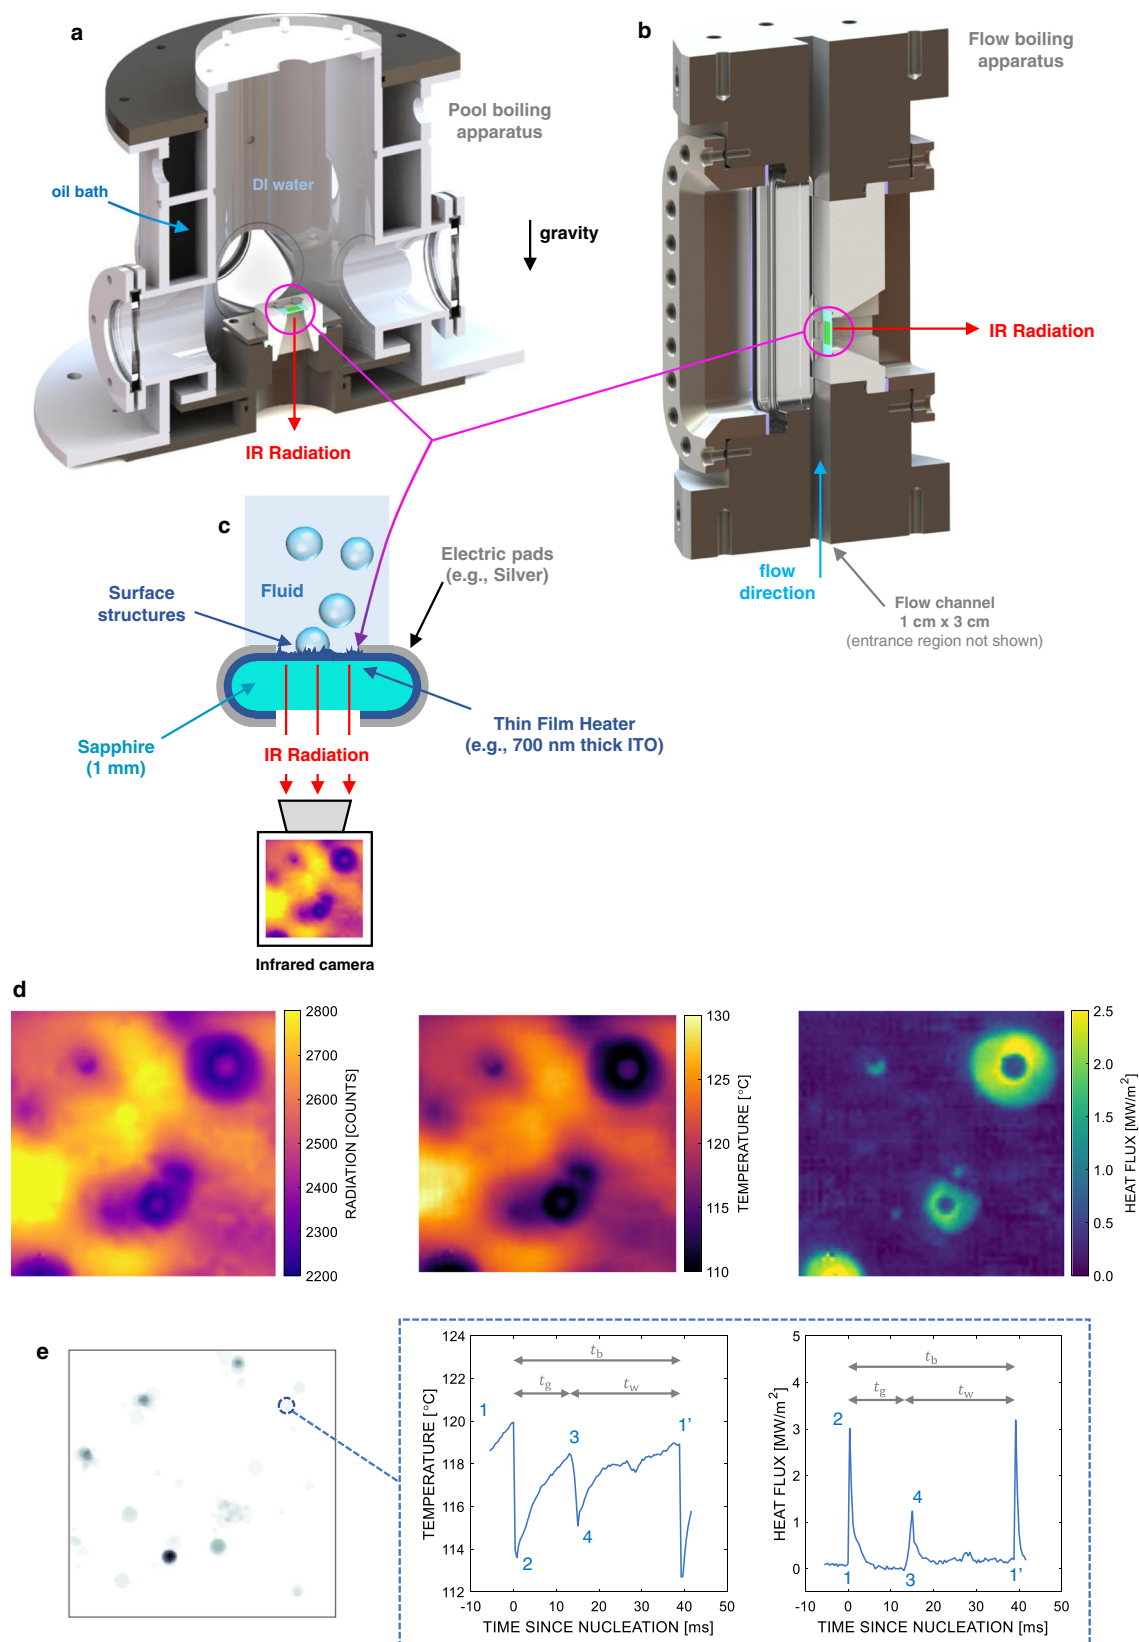 a
b
Flow boiling
apparatus
Pool boiling
apparatus
DI water
oil bath
gravity
IR Radiation
IR Radiation
c
Electric pads
(e.g., Silver)
Fluid
Surface
structures
flow
direction
Flow channel
1 cm x 3 cm
(entrance region not shown)
Thin Film Heater
(e.g., 700 nm thick ITO)
Sapphire
(1 mm)
IR Radiation
Infrared camera
d
2800
2700
2600
2500
2400
2300
2200
RADIATION [COUNTS]
130
125
120
115
110
TEMPERATURE [°C]
2.5
2.0
1.5
1.0
0.5
0.0
HEAT FLUX [MW/m²]
e
124
122
120
118
116
114
112
TEMPERATURE [°C]
tb
tg
tw
1
2
3
4
1'
-10 0 10 20 30 40 50
TIME SINCE NUCLEATION [ms]
5
4
3
2
1
0
HEAT FLUX [MW/m²]
tb
tg
tw
2
4
1
3
1'
-10 0 10 20 30 40 50
TIME SINCE NUCLEATION [ms]